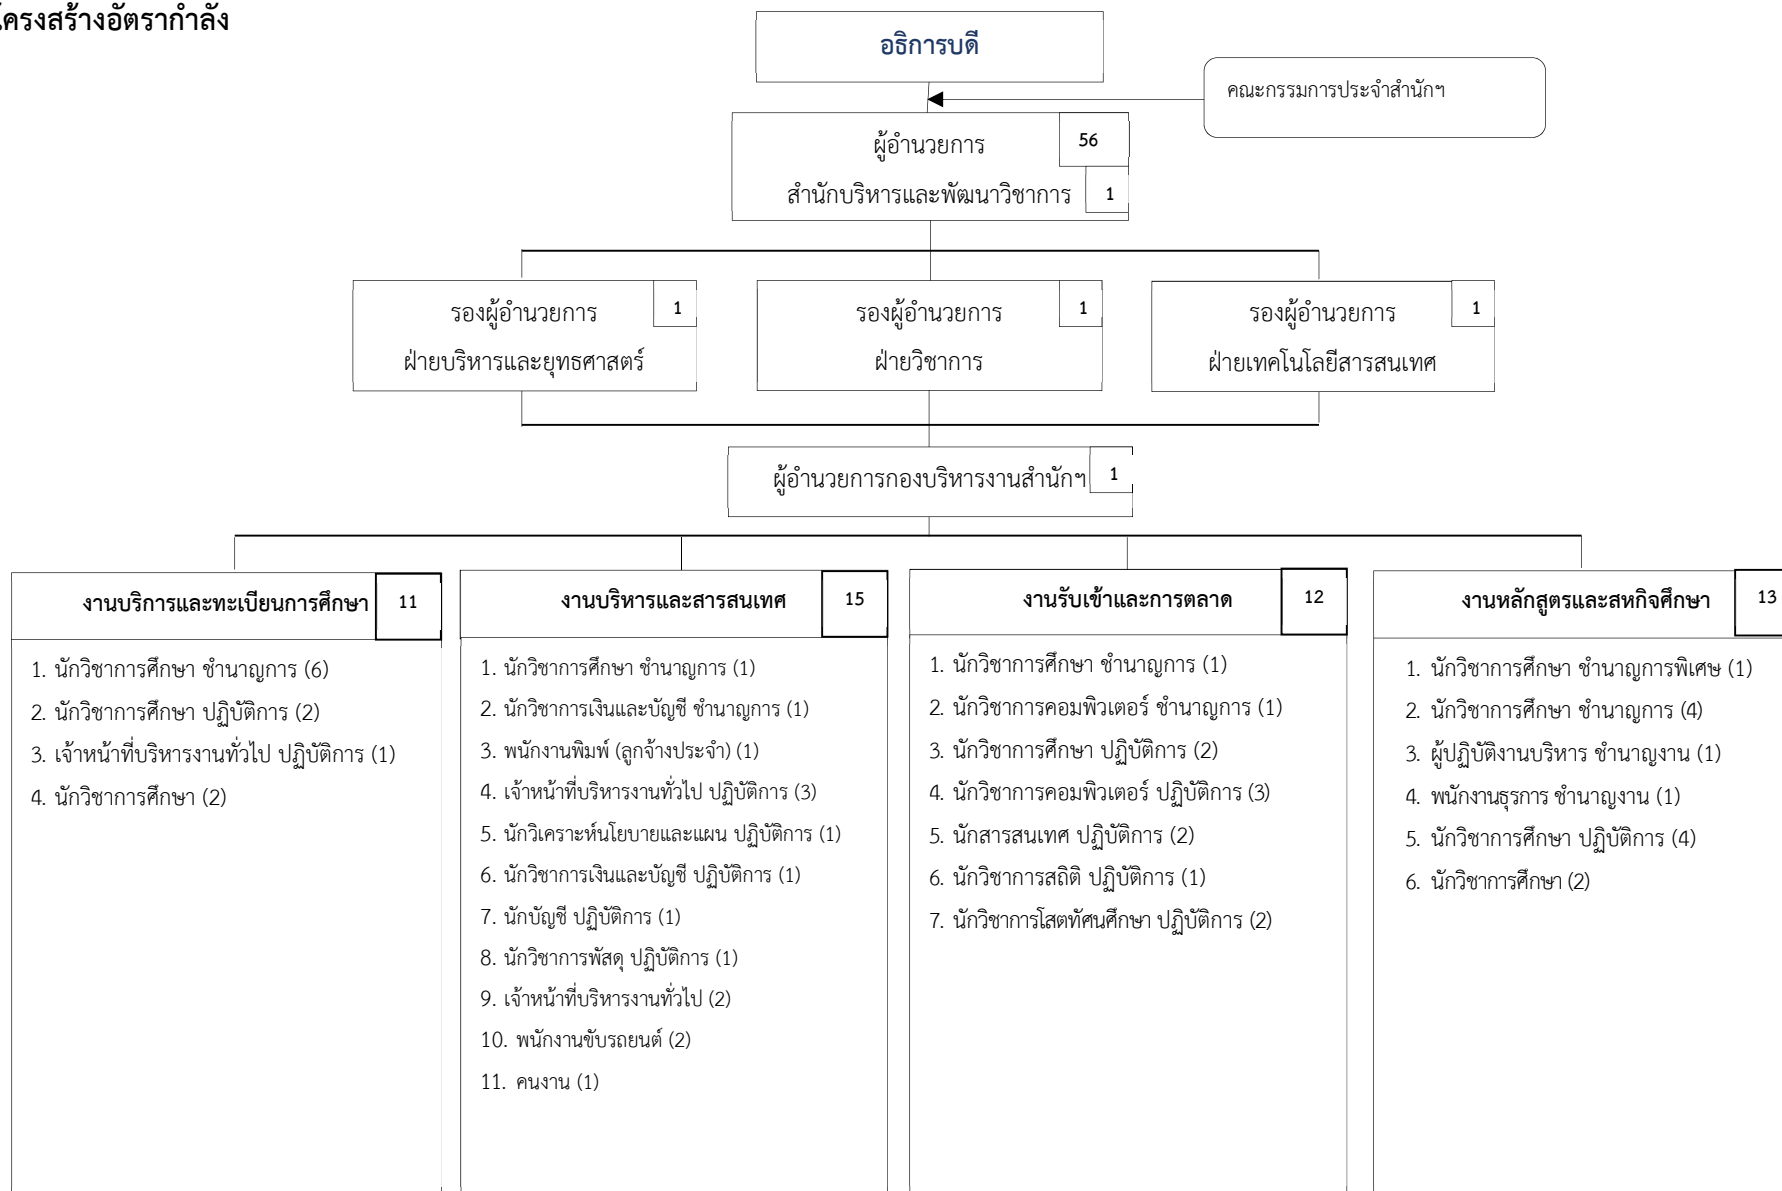 โครงสร้างอัตรากำลัง
อธิการบดี
คณะกรรมการประจำสำนักฯ
ผู้อำนวยการ
56
สำนักบริหารและพัฒนาวิชาการ
1
รองผู้อำนวยการ
1
ฝ่ายบริหารและยุทธศาสตร์
รองผู้อำนวยการ
1
ฝ่ายวิชาการ
รองผู้อำนวยการ
1
ฝ่ายเทคโนโลยีสารสนเทศ
ผู้อำนวยการกองบริหารงานสำนักฯ
1
งานบริการและทะเบียนการศึกษา
11
1. นักวิชาการศึกษา ชำนาญการ (6)
2. นักวิชาการศึกษา ปฏิบัติการ (2)
3. เจ้าหน้าที่บริหารงานทั่วไป ปฏิบัติการ (1)
4. นักวิชาการศึกษา (2)
งานบริหารและสารสนเทศ
15
1. นักวิชาการศึกษา ชำนาญการ (1)
2. นักวิชาการเงินและบัญชี ชำนาญการ (1)
3. พนักงานพิมพ์ (ลูกจ้างประจำ) (1)
4. เจ้าหน้าที่บริหารงานทั่วไป ปฏิบัติการ (3)
5. นักวิเคราะห์นโยบายและแผน ปฏิบัติการ (1)
6. นักวิชาการเงินและบัญชี ปฏิบัติการ (1)
7. นักบัญชี ปฏิบัติการ (1)
8. นักวิชาการพัสดุ ปฏิบัติการ (1)
9. เจ้าหน้าที่บริหารงานทั่วไป (2)
10. พนักงานขับรถยนต์ (2)
11. คนงาน (1)
งานรับเข้าและการตลาด
12
1. นักวิชาการศึกษา ชำนาญการ (1)
2. นักวิชาการคอมพิวเตอร์ ชำนาญการ (1)
3. นักวิชาการศึกษา ปฏิบัติการ (2)
4. นักวิชาการคอมพิวเตอร์ ปฏิบัติการ (3)
5. นักสารสนเทศ ปฏิบัติการ (2)
6. นักวิชาการสถิติ ปฏิบัติการ (1)
7. นักวิชาการโสตทัศนศึกษา ปฏิบัติการ (2)
งานหลักสูตรและสหกิจศึกษา
13
1. นักวิชาการศึกษา ชำนาญการพิเศษ (1)
2. นักวิชาการศึกษา ชำนาญการ (4)
3. ผู้ปฏิบัติงานบริหาร ชำนาญงาน (1)
4. พนักงานธุรการ ชำนาญงาน (1)
5. นักวิชาการศึกษา ปฏิบัติการ (4)
6. นักวิชาการศึกษา (2)